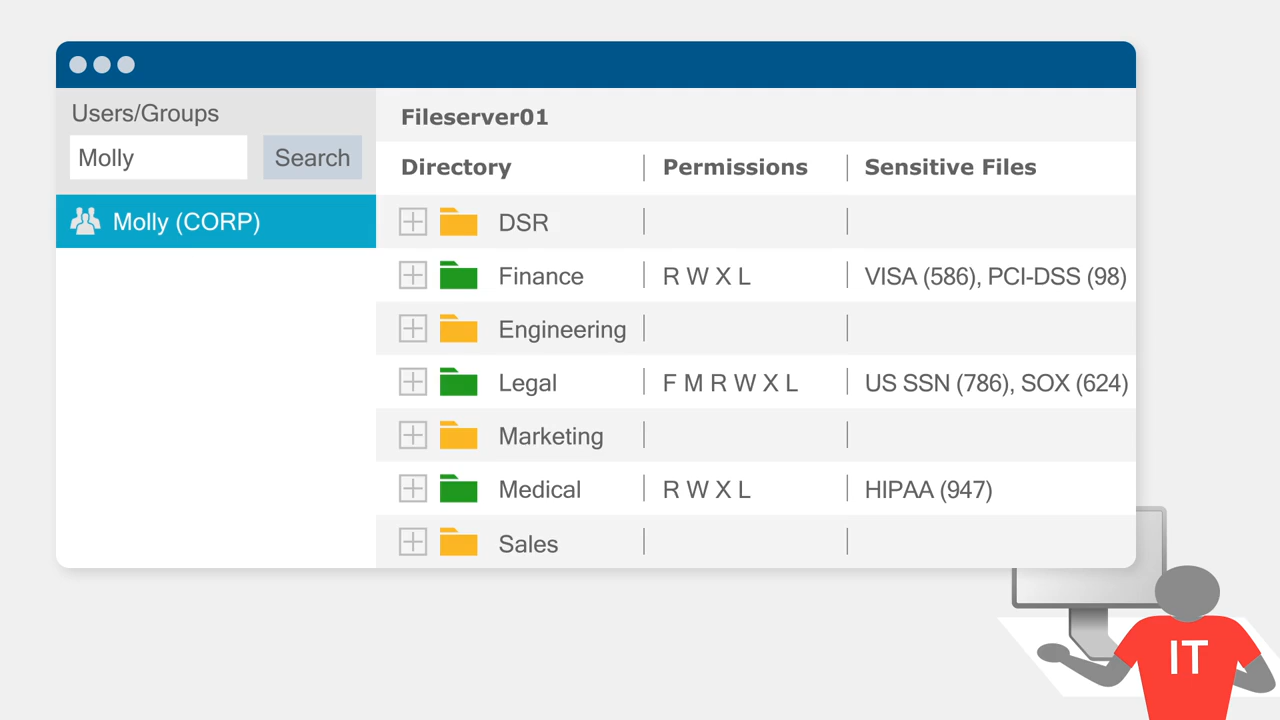 Users/Groups
Molly
Search
Molly (CORP)
Fileserver01
Directory Permissions Sensitive Files
DSR
Finance R W X L VISA (586), PCI-DSS (98)
Engineering
Legal F M R W X L US SSN (786), SOX (624)
Marketing
Medical R W X L HIPAA (947)
Sales
IT